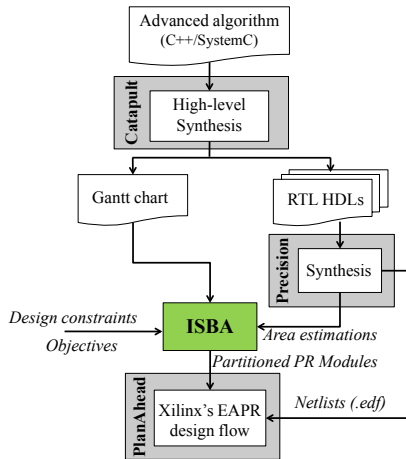 Advanced algorithm
(C++/SystemC)
Catapult
High-level
Synthesis
Gantt chart
RTL HDLs
Precision
Synthesis
Design constraints
Objectives
ISBA
Area estimations
Partitioned PR Modules
PlanAhead
Xilinx's EAPR
design flow
Netlists (.edf)